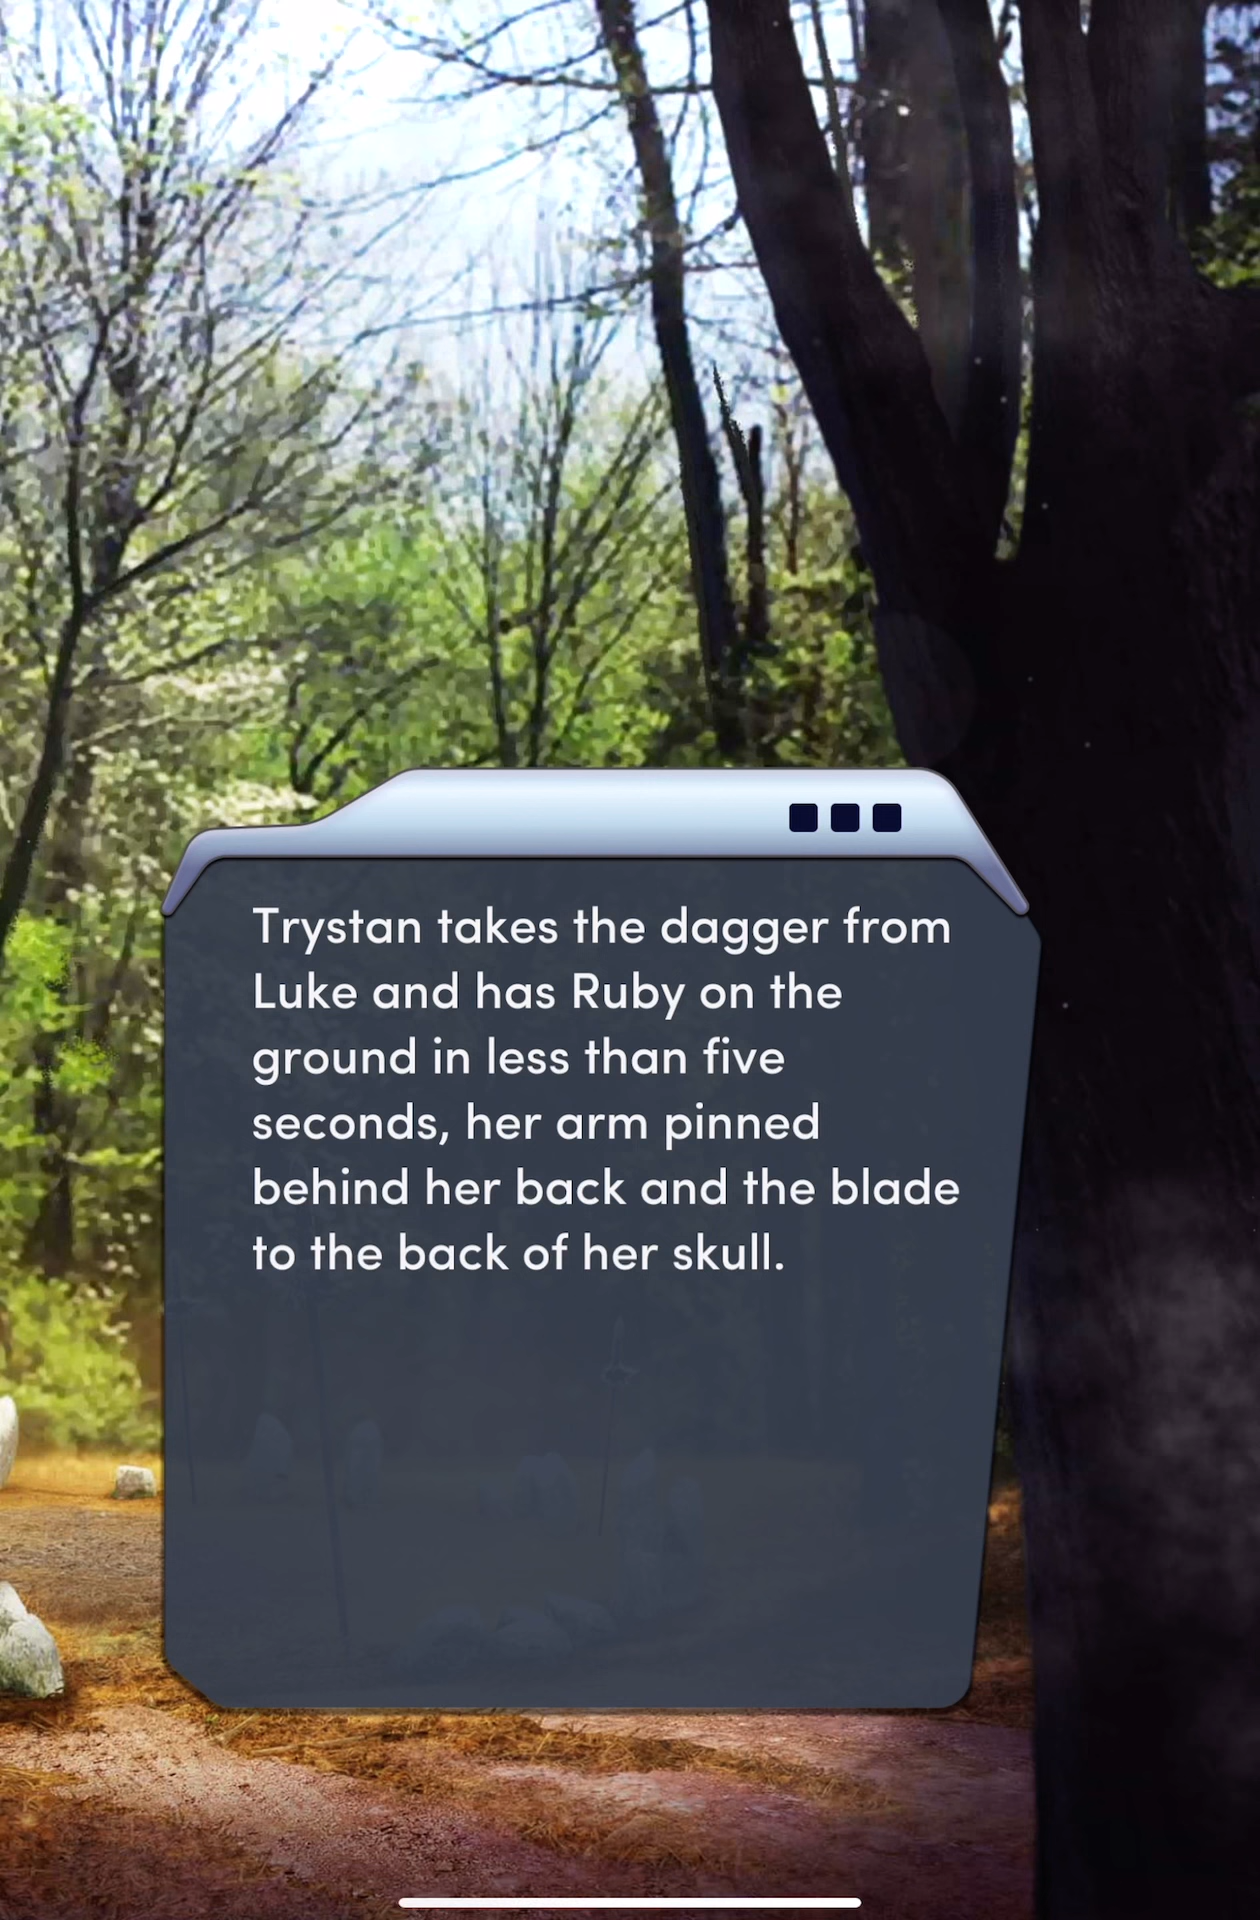 Trystan takes the dagger from
Luke and has Ruby on the
ground in less than five
seconds, her arm pinned
behind her back and the blade
to the back of her skull.